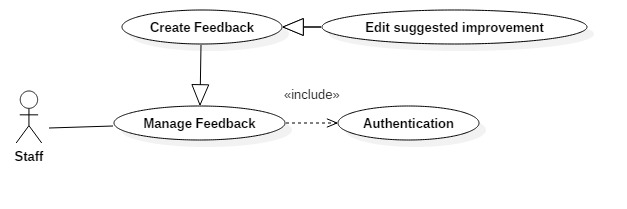 Create Feedback
Edit suggested improvement
«include»
Manage Feedback
Authentication
Staff